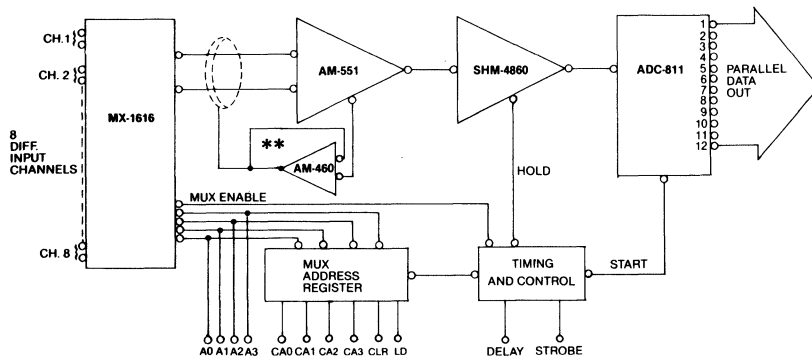 CH.1
CH. 2
8
DIFF.
INPUT
CHANNELS
CH. 8
MX-1616
AM-551
**
AM-460
SHM-4860
ADC-811
1
2
3
4
5
6
7
8
9
10
11
12
PARALLEL
DATA
OUT
HOLD
MUX ENABLE
MUX
ADDRESS
REGISTER
TIMING
AND CONTROL
START
A0 A1 A2 A3
CA0 CA1 CA2 CA3 CLR LD
DELAY STROBE